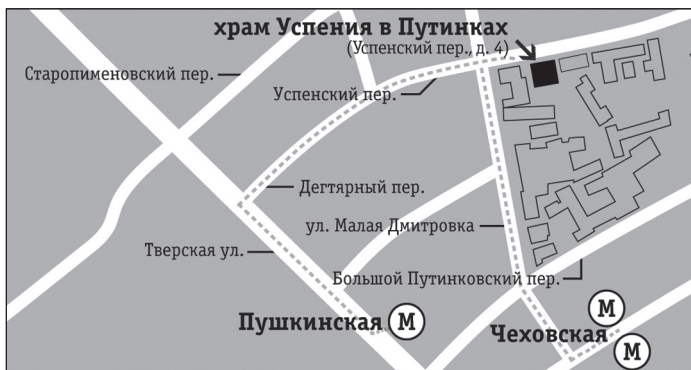 храм Успения в Путинках
(Успенский пер., д. 4)
Старопименовский пер.
Успенский пер.
Дегтярный пер.
ул. Малая Дмитровка
Тверская ул.
Большой Путинковский пер.
Пушкинская М
Чеховская М
М